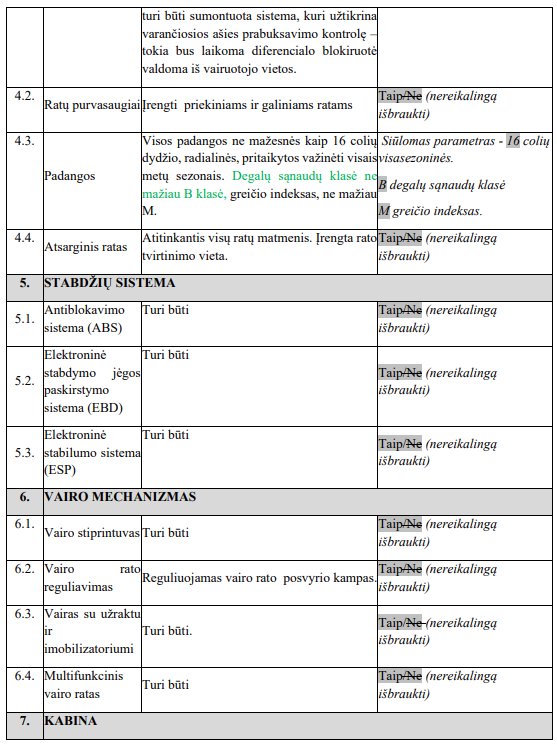 turi būti sumontuota sistema, kuri užtikrina
varančiosios ašies prabuksavimo kontrolę –
tokia bus laikoma diferencialo blokiruotė
valdoma iš vairuotojo vietos.
4.2.
Ratų purvasaugiai
Įrengti priekiniams ir galiniams ratams
Taip/Ne (nereikalingą
išbraukti)
4.3.
Padangos
Visos padangos ne mažesnės kaip 16 colių
dydžio, radialinės, pritaikytos važinėti visais
metų sezonais. Degalų sąnaudų klasė ne
mažiau B klasė, greičio indeksas, ne mažiau
M.
Siūlomas parametras - 16 colių
visasezoninės.
B degalų sąnaudų klasė
M greičio indeksas.
4.4.
Atsarginis ratas
Atitinkantis visų ratų matmenis. Įrengta rato
tvirtinimo vieta.
Taip/Ne (nereikalingą
išbraukti)
5. STABDŽIŲ SISTEMA
5.1.
Antiblokavimo
sistema (ABS)
Turi būti
Taip/Ne (nereikalingą
išbraukti)
5.2.
Elektroninė
stabdymo jėgos
paskirstymo
sistema (EBD)
Turi būti
Taip/Ne (nereikalingą
išbraukti)
5.3.
Elektroninė
stabilumo sistema
(ESP)
Turi būti
Taip/Ne (nereikalingą
išbraukti)
6. VAIRO MECHANIZMAS
6.1.
Vairo stiprintuvas
Turi būti
Taip/Ne (nereikalingą
išbraukti)
6.2.
Vairo rato
reguliavimas
Reguliuojamas vairo rato posvyrio kampas.
Taip/Ne (nereikalingą
išbraukti)
6.3.
Vairas su užraktu
ir
imobilizatoriumi
Turi būti.
Taip/Ne (nereikalingą
išbraukti)
6.4.
Multifunkcinis
vairo ratas
Turi būti
Taip/Ne (nereikalingą
išbraukti)
7. KABINA